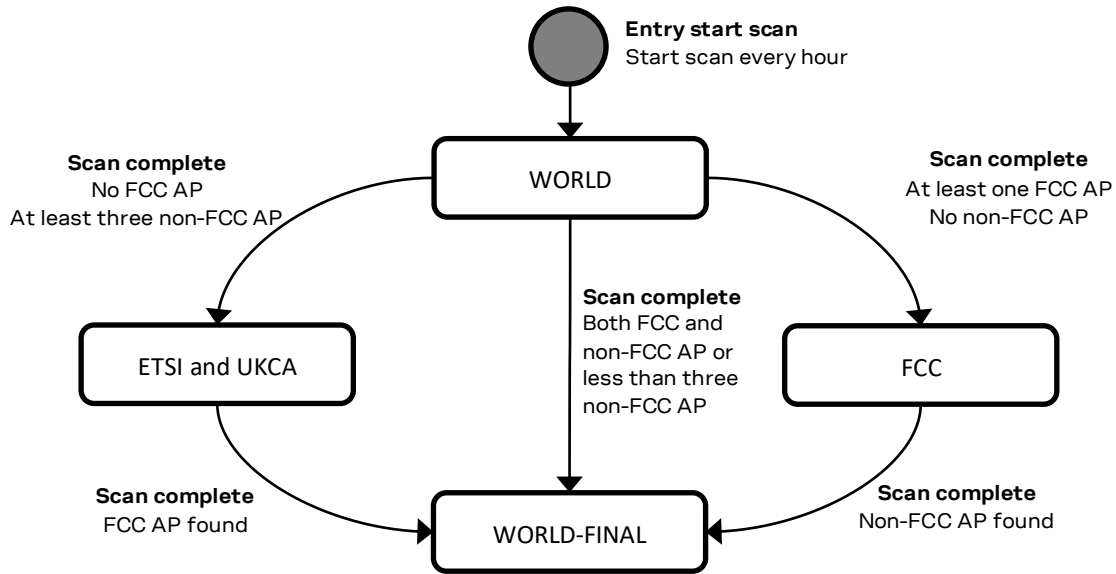 Entry start scan
Start scan every hour
WORLD
Scan complete
No FCC AP
At least three non-FCC AP
Scan complete
At least one FCC AP
No non-FCC AP
Scan complete
Both FCC and
non-FCC AP or
less than three
non-FCC AP
ETSI and UKCA
FCC
Scan complete
FCC AP found
Scan complete
Non-FCC AP found
WORLD-FINAL